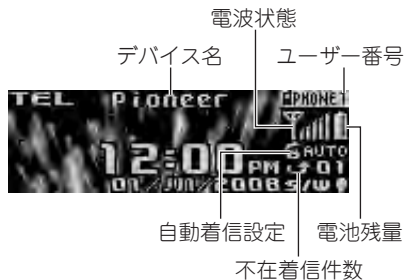 電波状態
デバイス名 ユーザー番号
TEL Pioneer PHONE1
AUTO
12:00 PM 01
01/JUN/2008 S/W
自動着信設定 電池残量
不在着信件数